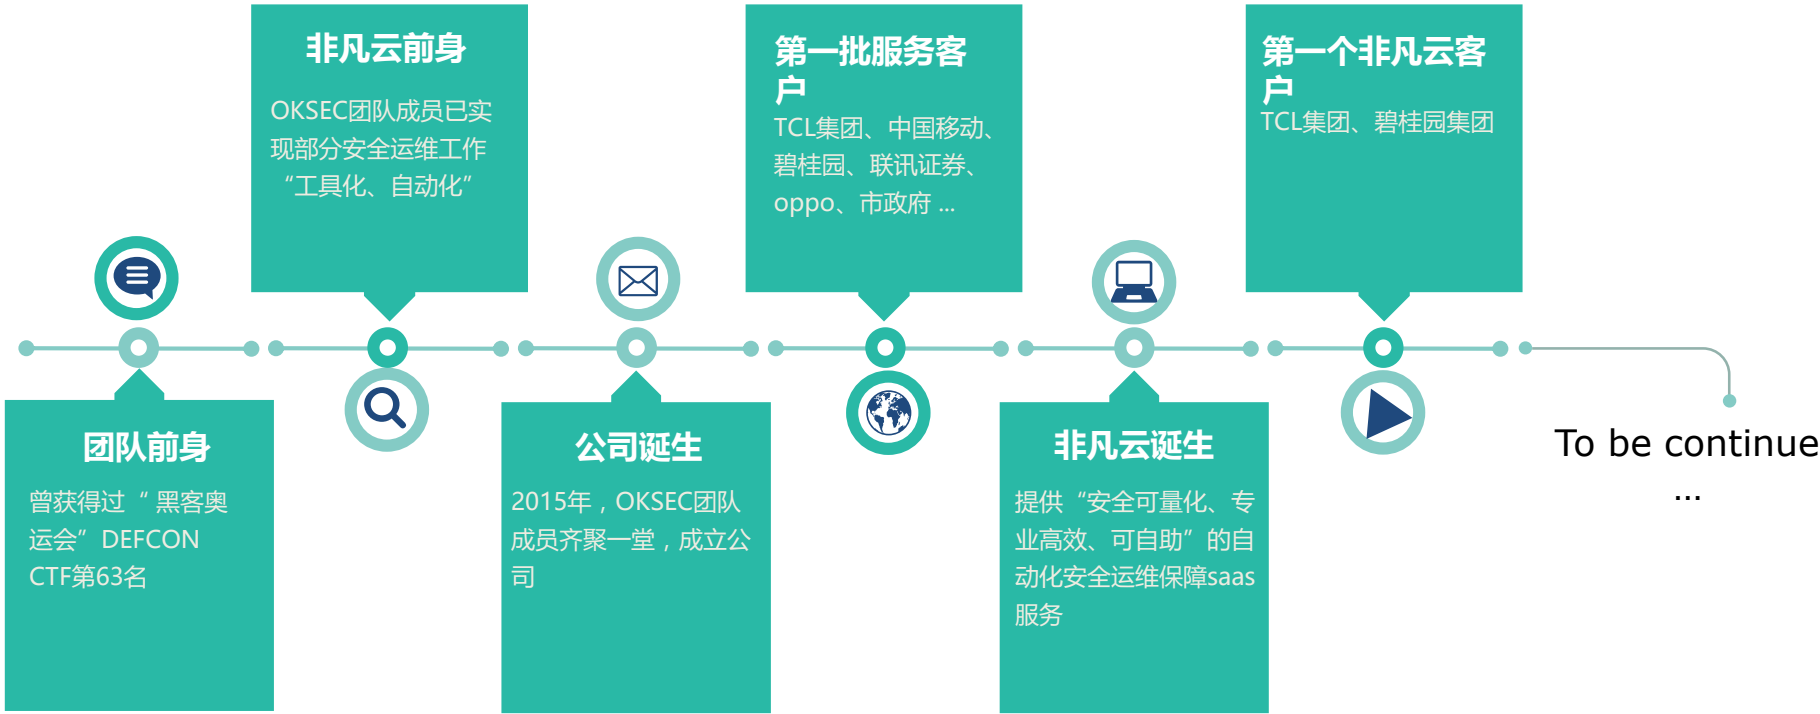 团队前身
曾获得过“ 黑客奥
运会”DEFCON
CTF第63名
非凡云前身
OKSEC团队成员已实
现部分安全运维工作
“工具化、自动化”
公司诞生
2015年，OKSEC团队
成员齐聚一堂，成立公
司
第一批服务客
户
TCL集团、中国移动、
碧桂园、联讯证券、
oppo、市政府 ...
非凡云诞生
提供“安全可量化、专
业高效、可自助”的自
动化安全运维保障saas
服务
第一个非凡云客
户
TCL集团、碧桂园集团
To be continue
...